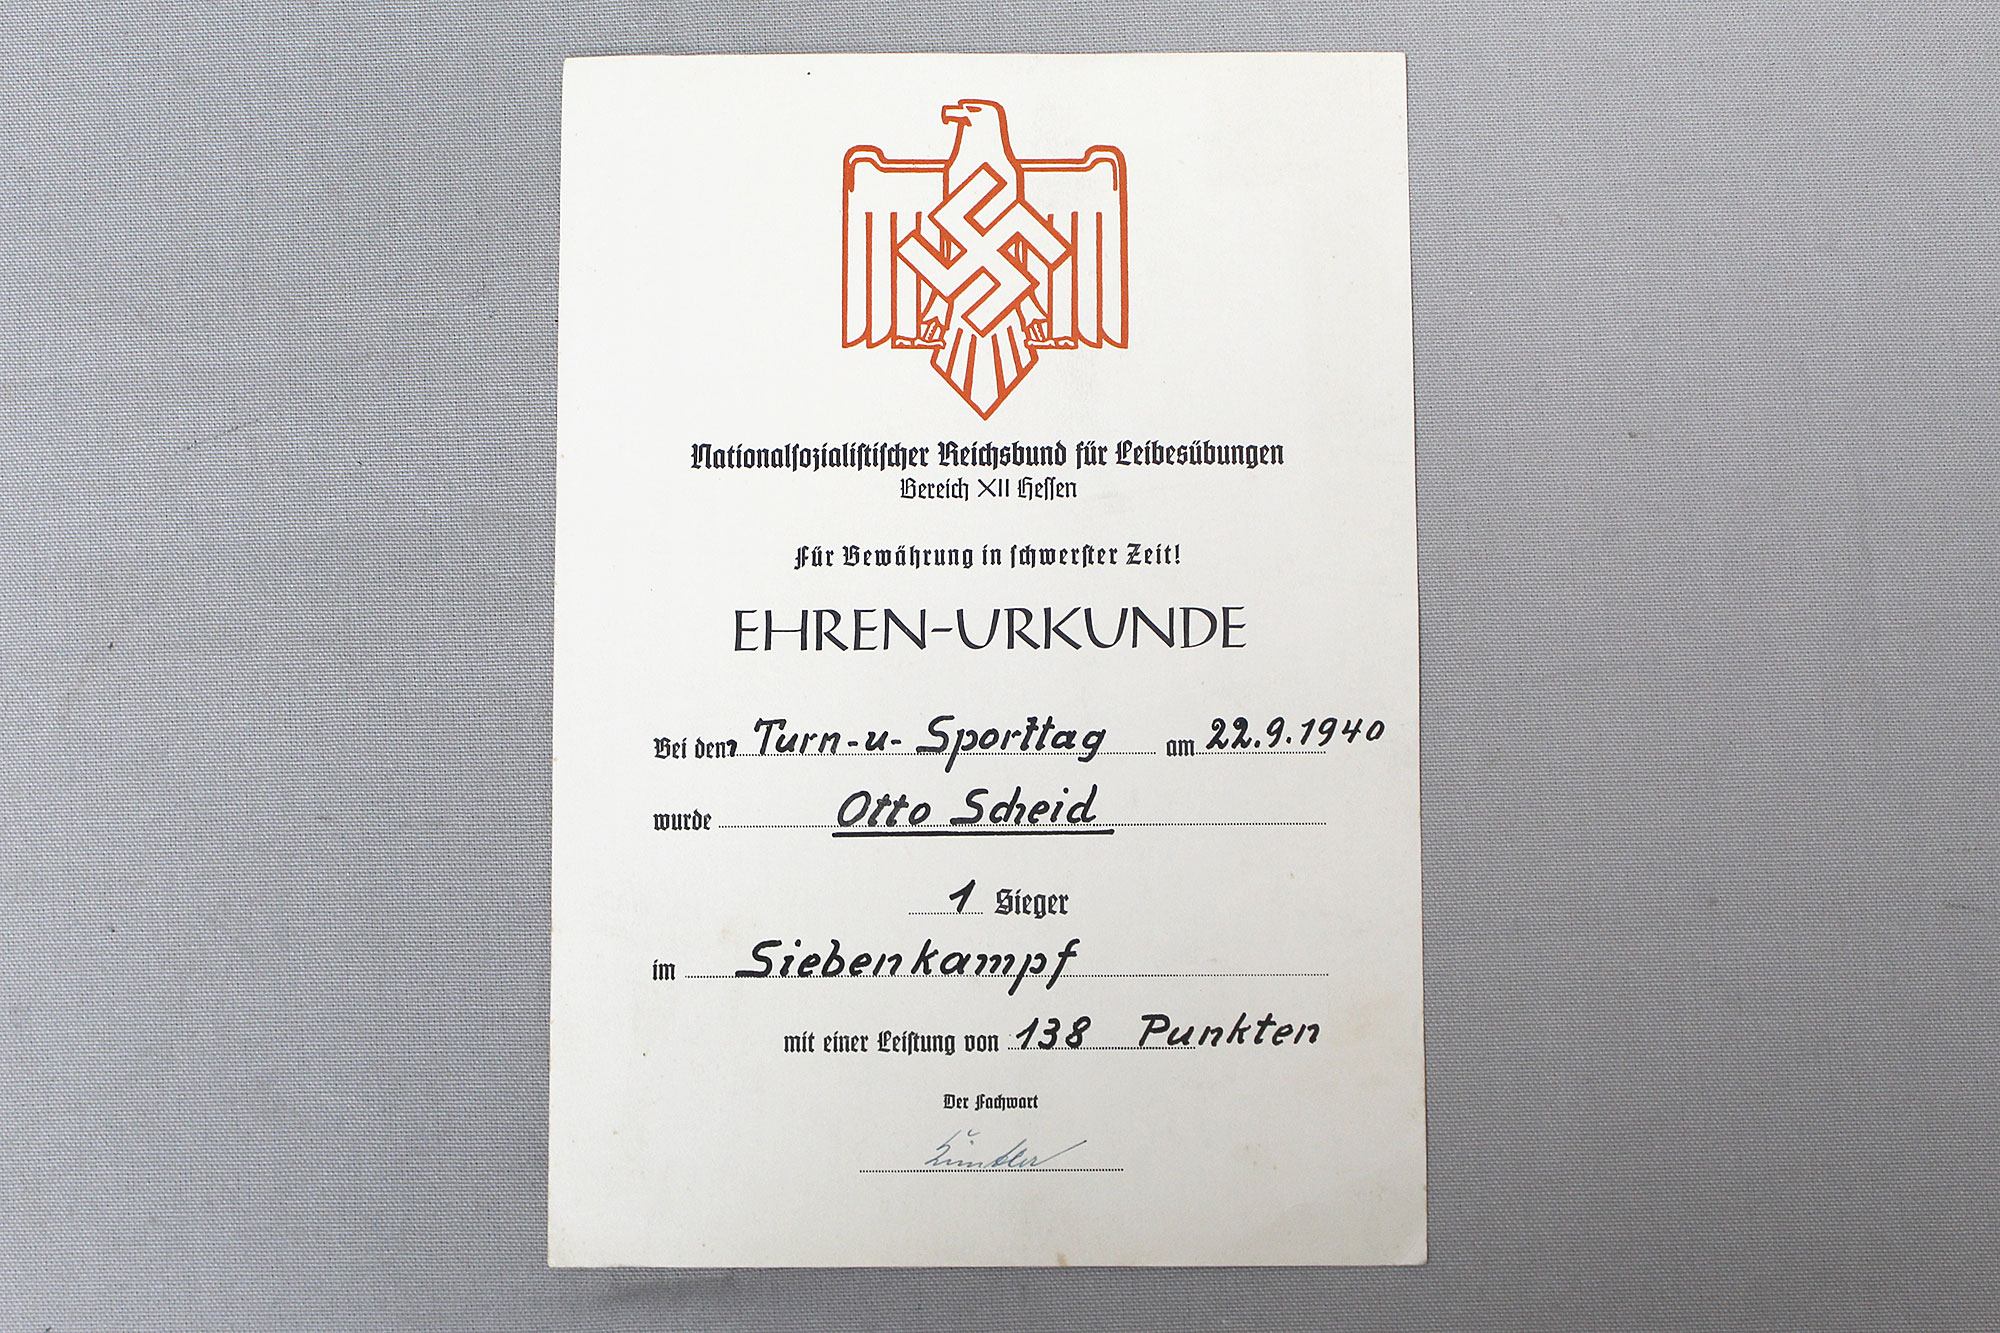 Nationalsozialistischer Reichsbund für Leibesübungen
Bereich XII Hessen
Für Bewährung in schwerster Zeit!
EHREN-URKUNDE
Bei den Turn-u- Sporttag am 22.9.1940
wurde Otto Scheid
1 Sieger
im Siebenkampf
mit einer Leistung von 138 Punkten
Der Fachwart